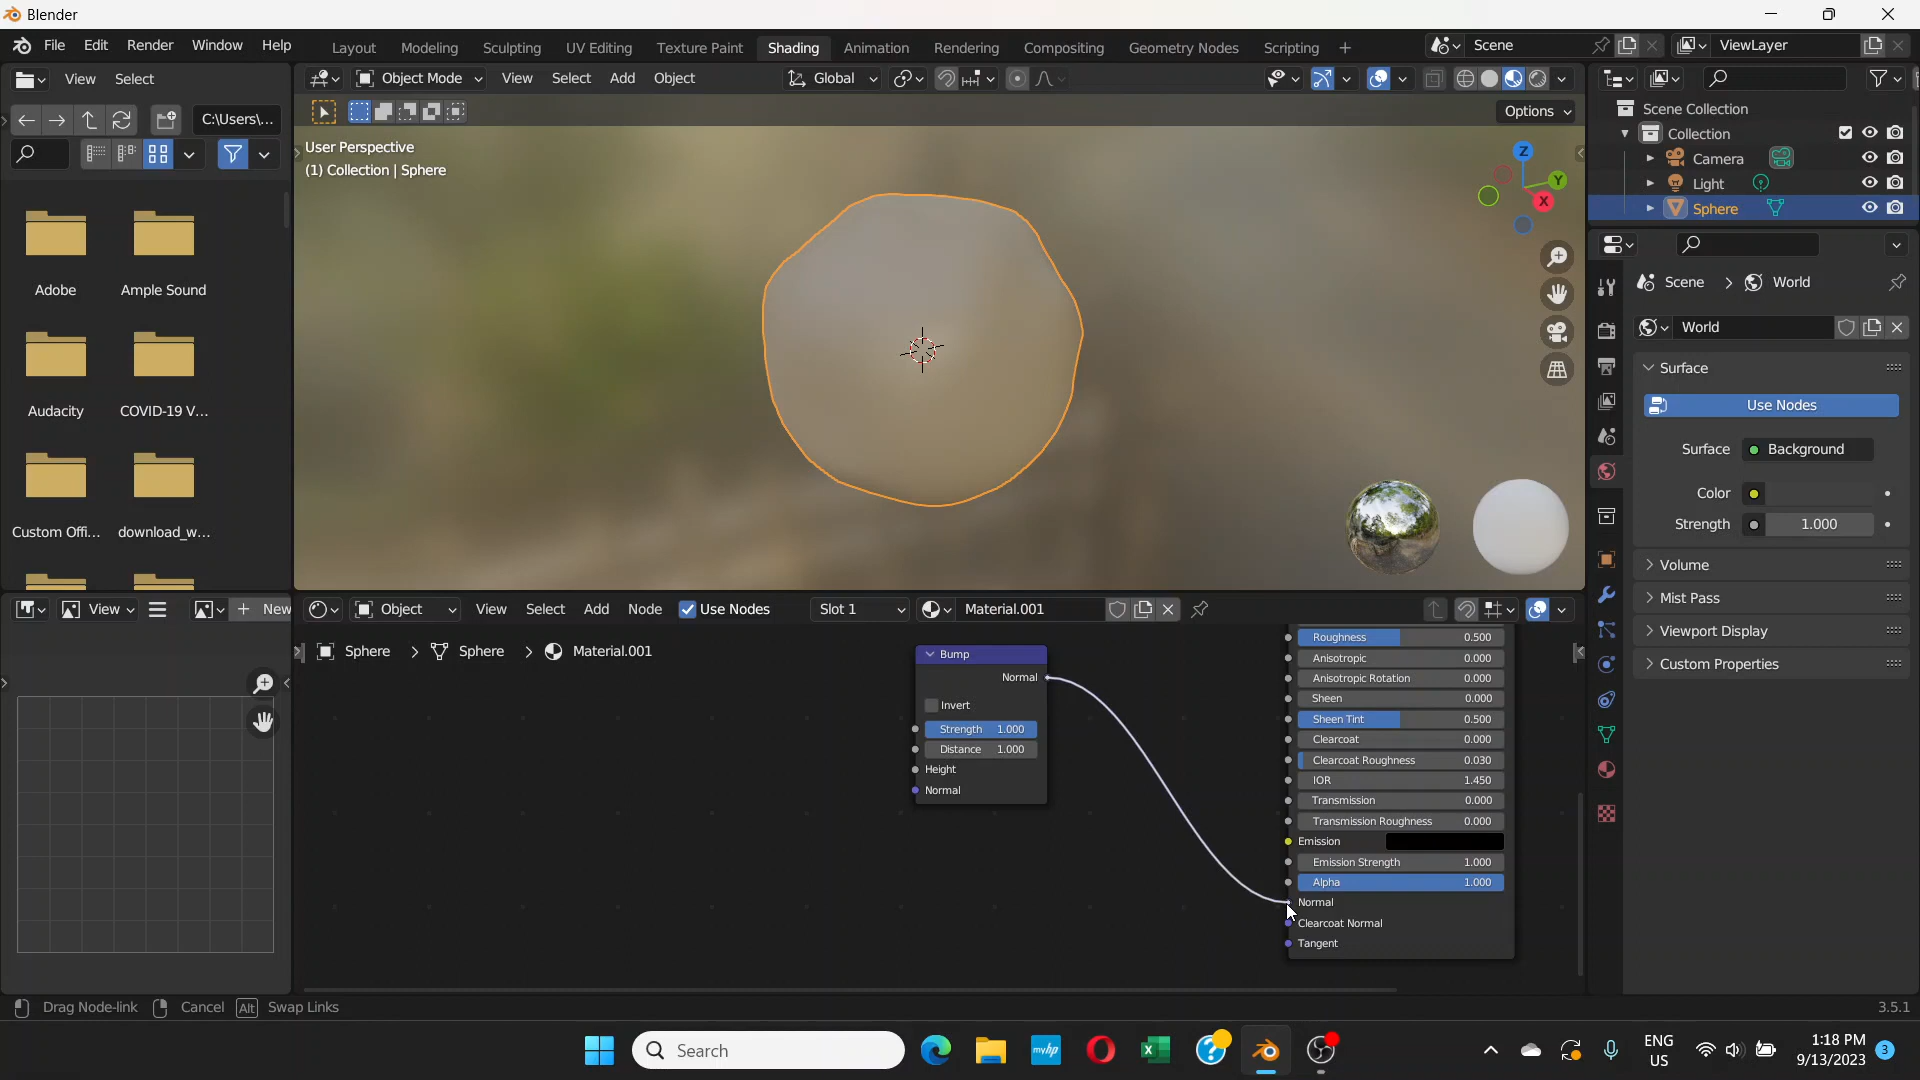 Blender
File Edit Render Window Help
Layout Modeling Sculpting UV Editing Texture Paint Shading Animation Rendering Compositing Geometry Nodes Scripting +
Scene
ViewLayer
View Select
Object Mode View Select Add Object
Global
C:\Users\...
Options
User Perspective
(1) Collection | Sphere
Z
Y
X
Adobe
Ample Sound
Audacity
COVID-19 V...
Custom Offi...
download_w...
Scene Collection
Collection
Camera
Light
Sphere
Scene > World
World
Surface
Use Nodes
Surface Background
Color
Strength 1.000
Volume
Mist Pass
Viewport Display
Custom Properties
View
+ New
Object View Select Add Node Use Nodes Slot 1 Material.001
Sphere > Sphere > Material.001
Bump
Normal
Invert
Strength 1.000
Distance 1.000
Height
Normal
Roughness 0.500
Anisotropic 0.000
Anisotropic Rotation 0.000
Sheen 0.000
Sheen Tint 0.500
Clearcoat 0.000
Clearcoat Roughness 0.030
IOR 1.450
Transmission 0.000
Transmission Roughness 0.000
Emission
Emission Strength 1.000
Alpha 1.000
Normal
Clearcoat Normal
Tangent
Drag Node-link Cancel Alt Swap Links
3.5.1
Search
myhp
ENG
US
1:18 PM
9/13/2023
3